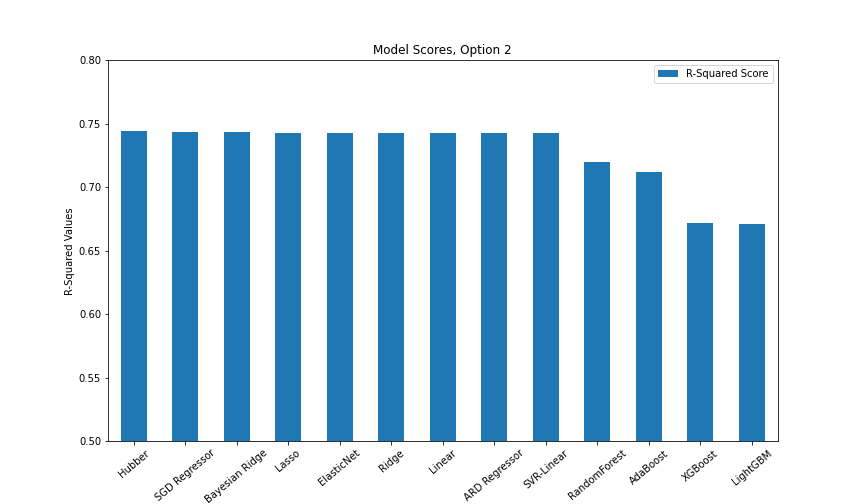 Model Scores, Option 2
R-Squared Score
R-Squared Values
0.80
0.75
0.70
0.65
0.60
0.55
0.50
Hubber
SGD Regressor
Bayesian Ridge
Lasso
ElasticNet
Ridge
Linear
ARD Regressor
SVR-Linear
RandomForest
AdaBoost
XGBoost
LightGBM